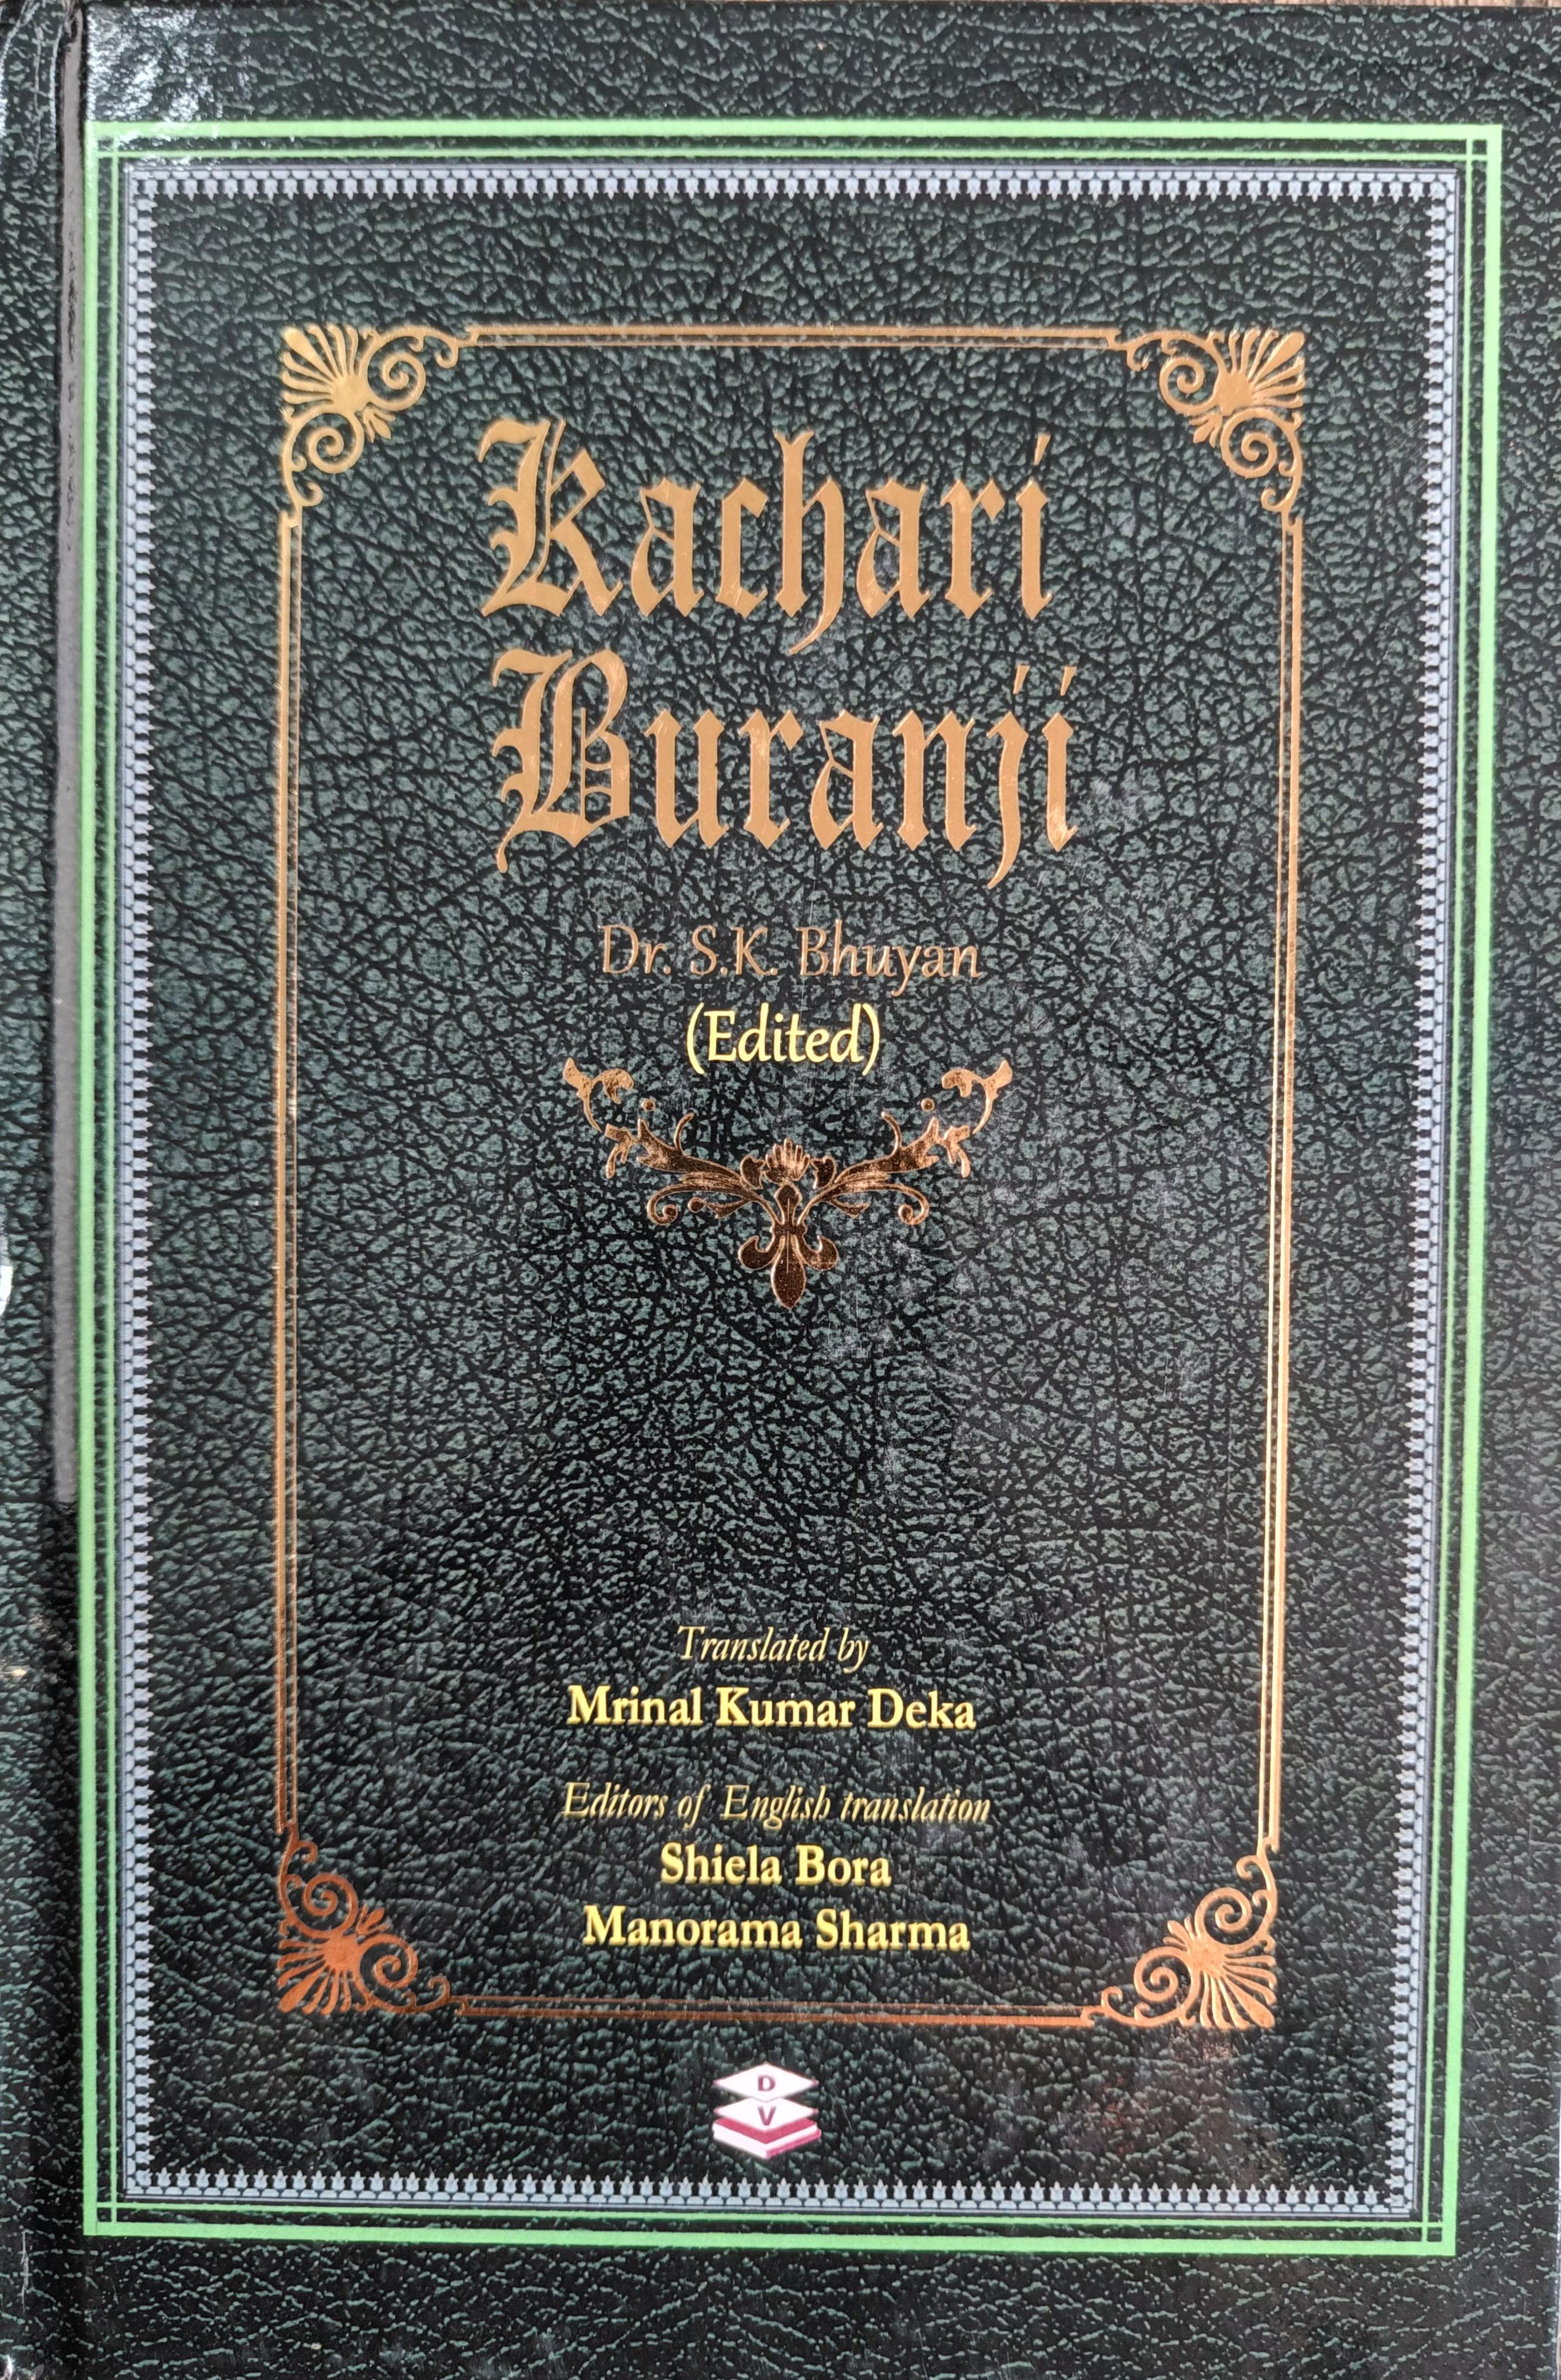 Kachari
Buranji
Dr. S.K. Bhuyan
(Edited)
Translated by
Mrinal Kumar Deka
Editors of English translation
Shiela Bora
Manorama Sharma
D
V